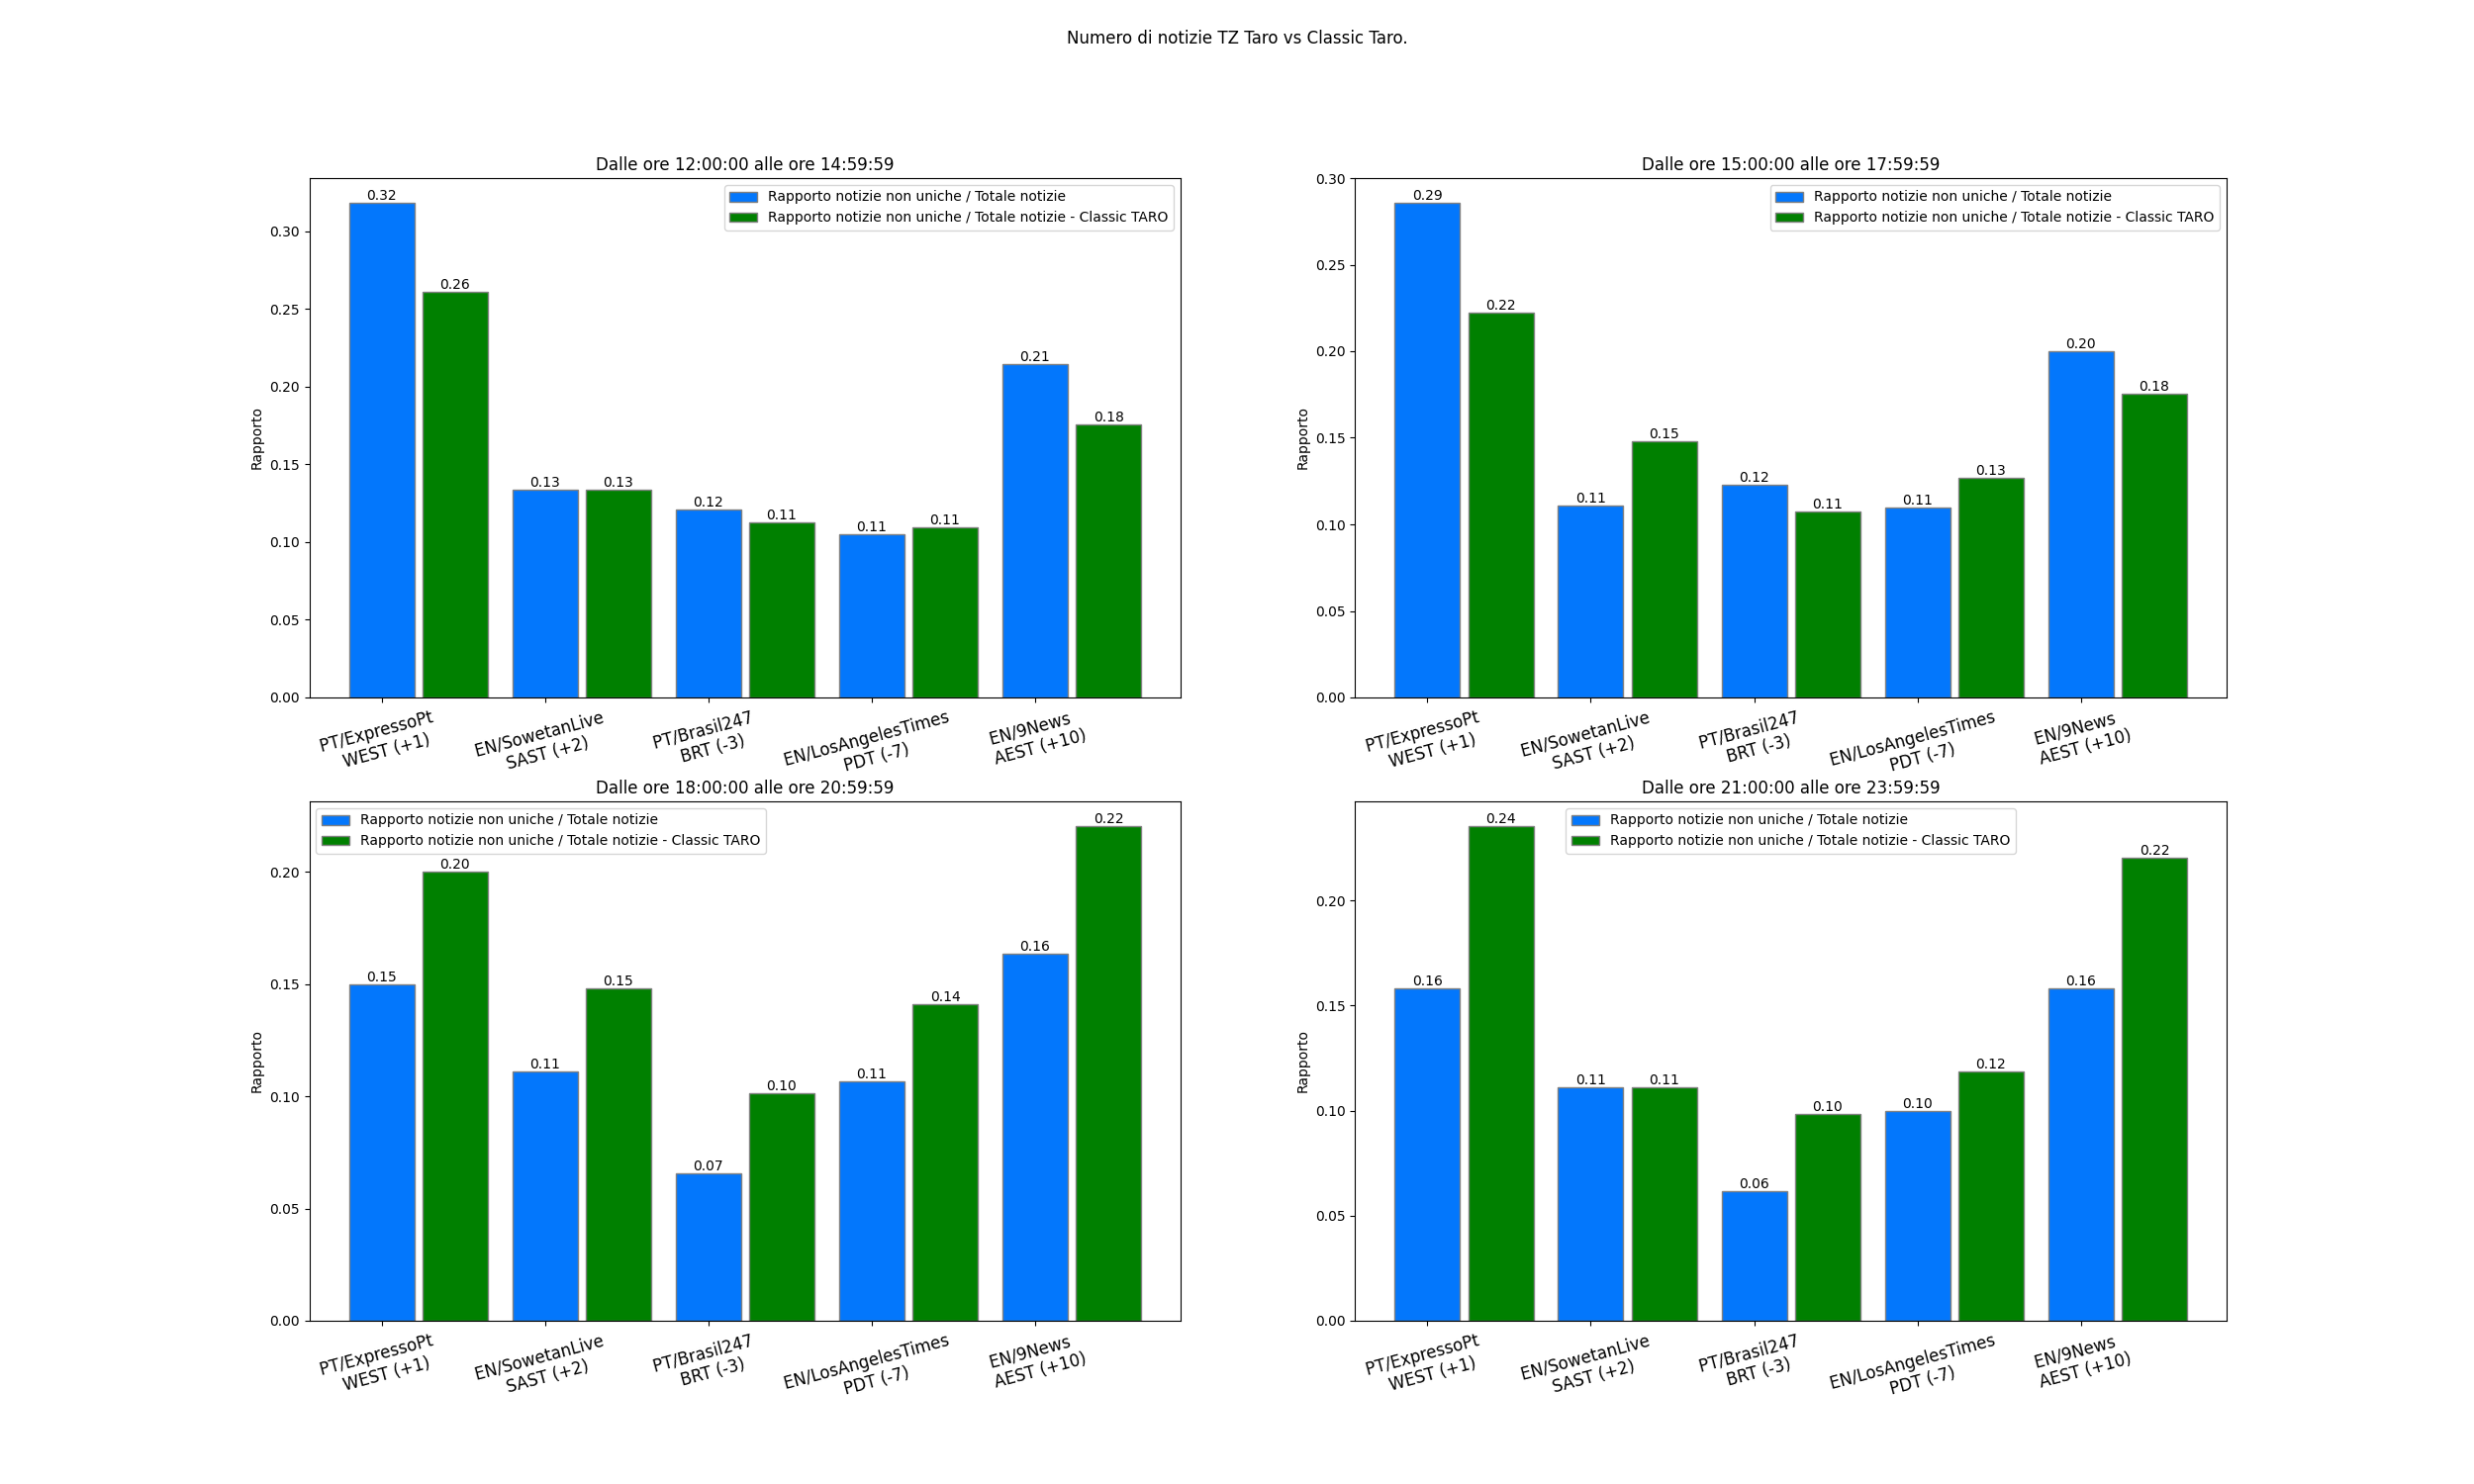 Numero di notizie TZ Taro vs Classic Taro.
Dalle ore 12:00:00 alle ore 14:59:59
Rapporto notizie non uniche / Totale notizie
Rapporto notizie non uniche / Totale notizie - Classic TARO
Rapporto
0.30
0.25
0.20
0.15
0.10
0.05
0.00
0.32
0.26
0.13
0.13
0.12
0.11
0.11
0.11
0.21
0.18
PT/ExpressoPt
WEST (+1)
EN/SowetanLive
SAST (+2)
PT/Brasil247
BRT (-3)
EN/LosAngelesTimes
PDT (-7)
EN/9News
AEST (+10)
Dalle ore 15:00:00 alle ore 17:59:59
Rapporto notizie non uniche / Totale notizie
Rapporto notizie non uniche / Totale notizie - Classic TARO
Rapporto
0.30
0.25
0.20
0.15
0.10
0.05
0.00
0.29
0.22
0.11
0.15
0.12
0.11
0.11
0.13
0.20
0.18
PT/ExpressoPt
WEST (+1)
EN/SowetanLive
SAST (+2)
PT/Brasil247
BRT (-3)
EN/LosAngelesTimes
PDT (-7)
EN/9News
AEST (+10)
Dalle ore 18:00:00 alle ore 20:59:59
Rapporto notizie non uniche / Totale notizie
Rapporto notizie non uniche / Totale notizie - Classic TARO
Rapporto
0.20
0.15
0.10
0.05
0.00
0.15
0.20
0.11
0.15
0.07
0.10
0.11
0.14
0.16
0.22
PT/ExpressoPt
WEST (+1)
EN/SowetanLive
SAST (+2)
PT/Brasil247
BRT (-3)
EN/LosAngelesTimes
PDT (-7)
EN/9News
AEST (+10)
Dalle ore 21:00:00 alle ore 23:59:59
Rapporto notizie non uniche / Totale notizie
Rapporto notizie non uniche / Totale notizie - Classic TARO
Rapporto
0.20
0.15
0.10
0.05
0.00
0.16
0.24
0.11
0.11
0.06
0.10
0.10
0.12
0.16
0.22
PT/ExpressoPt
WEST (+1)
EN/SowetanLive
SAST (+2)
PT/Brasil247
BRT (-3)
EN/LosAngelesTimes
PDT (-7)
EN/9News
AEST (+10)